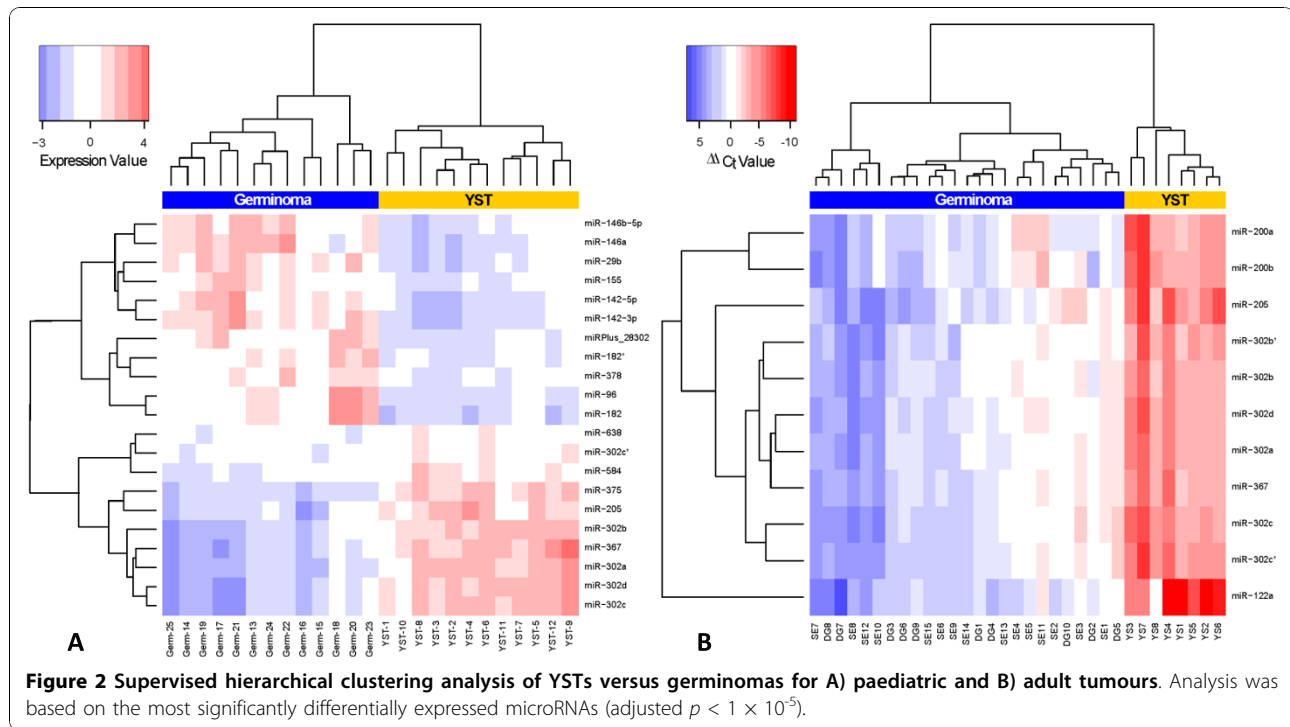 −3 0 4
Expression Value
Germinoma YST
miR−146b−5p
miR−146a
miR−29b
miR−155
miR−142−5p
miR−142−3p
miRPlus_28302
miR−182*
miR−378
miR−96
miR−182
miR−638
miR−302c*
miR−584
miR−375
miR−205
miR−302b
miR−367
miR−302a
miR−302d
miR−302c
Germ−25
Germ−14
Germ−19
Germ−17
Germ−21
Germ−13
Germ−24
Germ−22
Germ−16
Germ−15
Germ−18
Germ−20
Germ−23
YST−1
YST−10
YST−8
YST−3
YST−2
YST−4
YST−6
YST−11
YST−7
YST−5
YST−12
YST−9
A
5 0 -5 -10
ΔΔ Ct Value
Germinoma YST
miR−200a
miR−200b
miR−205
miR−302b*
miR−302b
miR−302d
miR−302a
miR−367
miR−302c
miR−302c*
miR−122a
SE7
DG8
DG7
SE8
SE12
SE10
DG3
DG6
DG9
SE15
SE6
SE9
SE14
DG1
DG4
SE13
SE4
SE5
SE11
SE2
DG10
SE3
DG2
SE1
DG5
YS3
YS7
YS8
YS4
YS1
YS5
YS2
YS6
B
Figure 2 Supervised hierarchical clustering analysis of YSTs versus germinomas for A) paediatric and B) adult tumours. Analysis was
based on the most significantly differentially expressed microRNAs (adjusted p < 1 × 10-5).